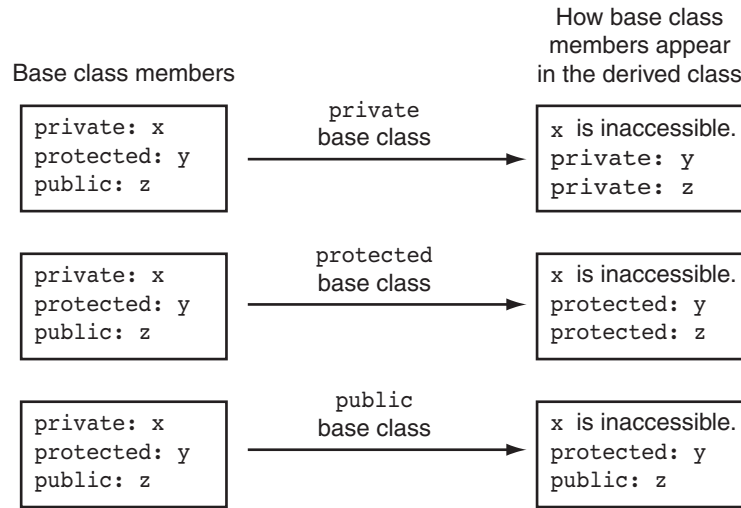 How base class
members appear
in the derived class
Base class members
private: x
protected: y
public: z
private
base class
x is inaccessible.
private: y
private: z
private: x
protected: y
public: z
protected
base class
x is inaccessible.
protected: y
protected: z
private: x
protected: y
public: z
public
base class
x is inaccessible.
protected: y
public: z